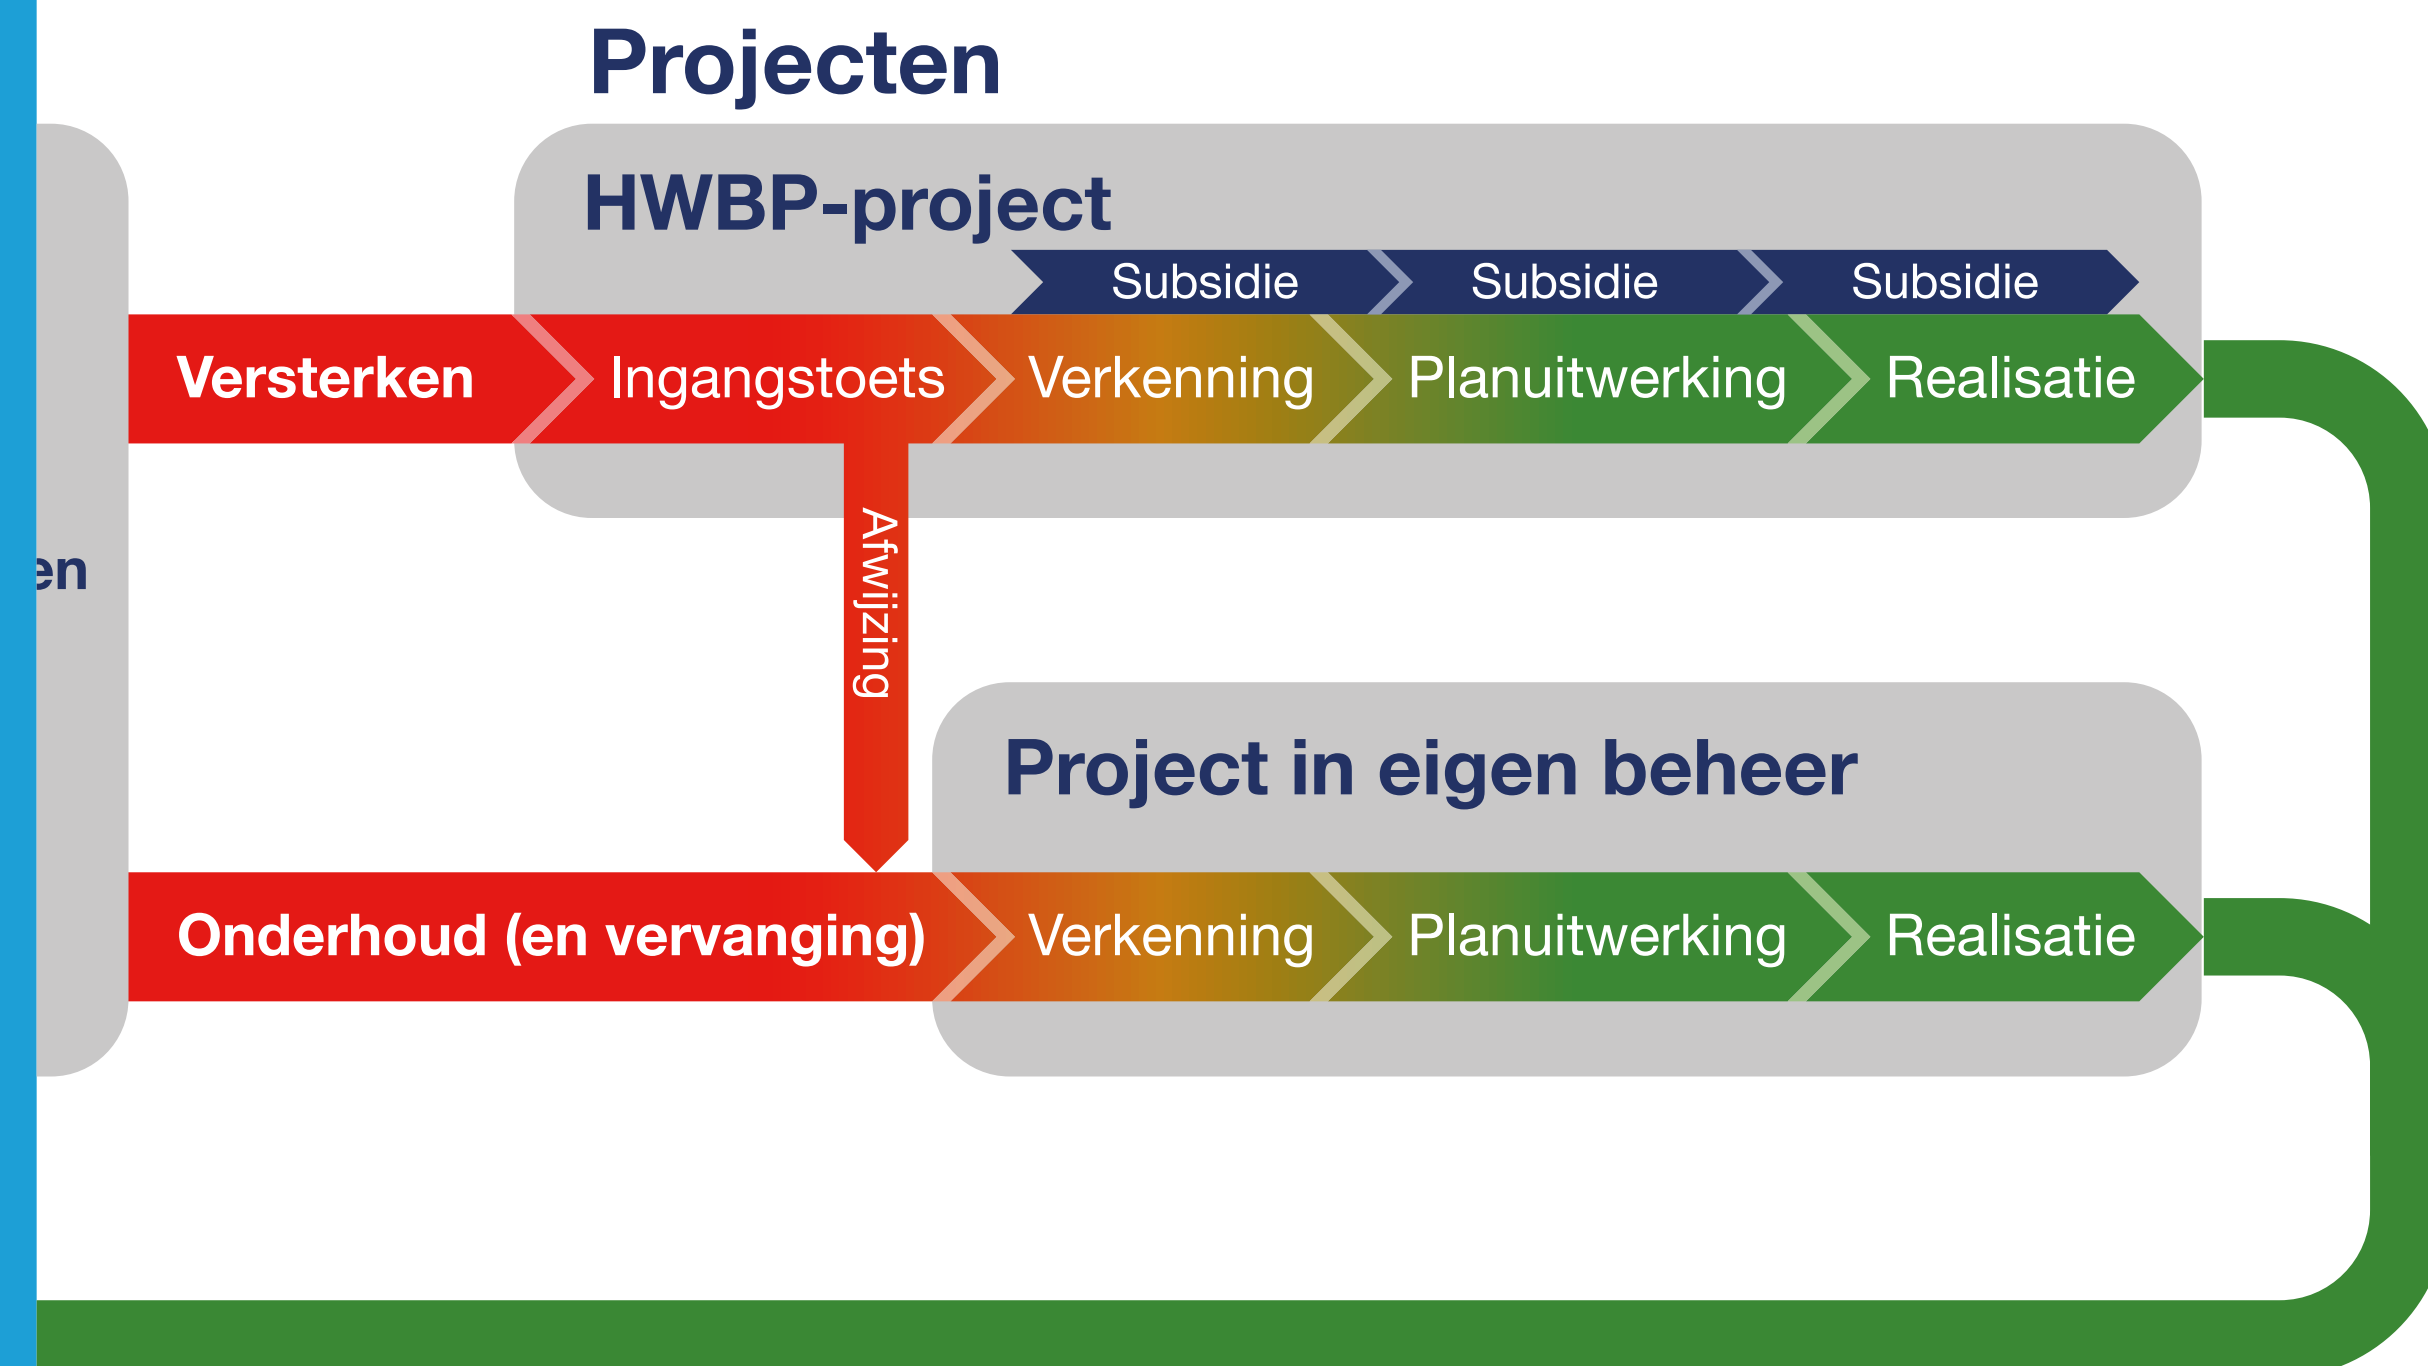 Projecten
HWBP-project
Subsidie Subsidie Subsidie
Versterken Ingangstoets Verkenning Planuitwerking Realisatie
Afwijzing
en
Project in eigen beheer
Onderhoud (en vervanging) Verkenning Planuitwerking Realisatie